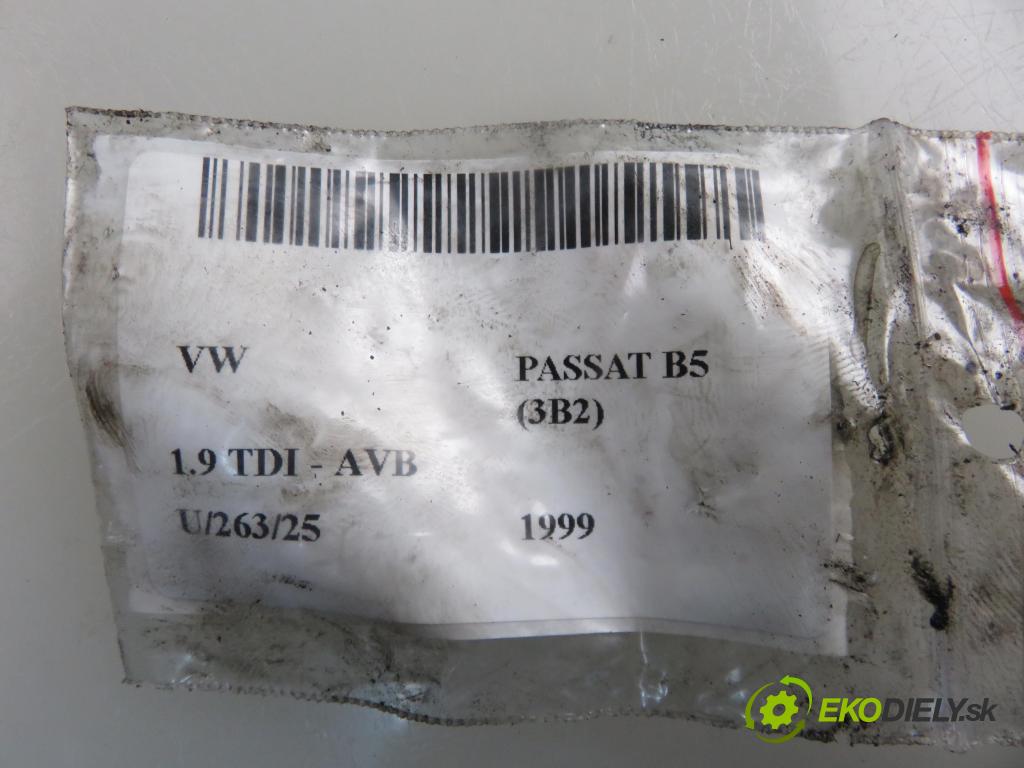 VW PASSAT B5
(3B2)
1.9 TDI - AVB
U/263/25 1999
EKODIELY.sk